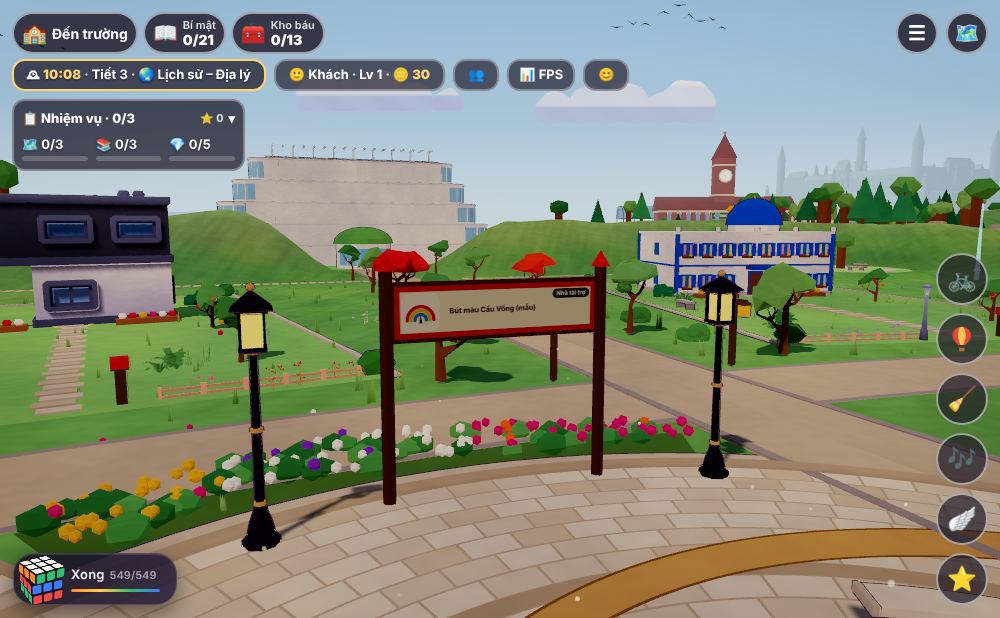 Đến trường
Bí mật
0/21
Kho báu
0/13
10:08 · Tiết 3 · Lịch sử – Địa lý
Khách · Lv 1 · 30
FPS
Nhiệm vụ · 0/3
0
0/3
0/3
0/5
Nhà tài trợ
Bút màu Cầu Vồng (mẫu)
Xong 549/549